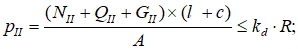 p_II = (N_II + Q_II + G_II) × (l + c) / A ≤ k_d · R;